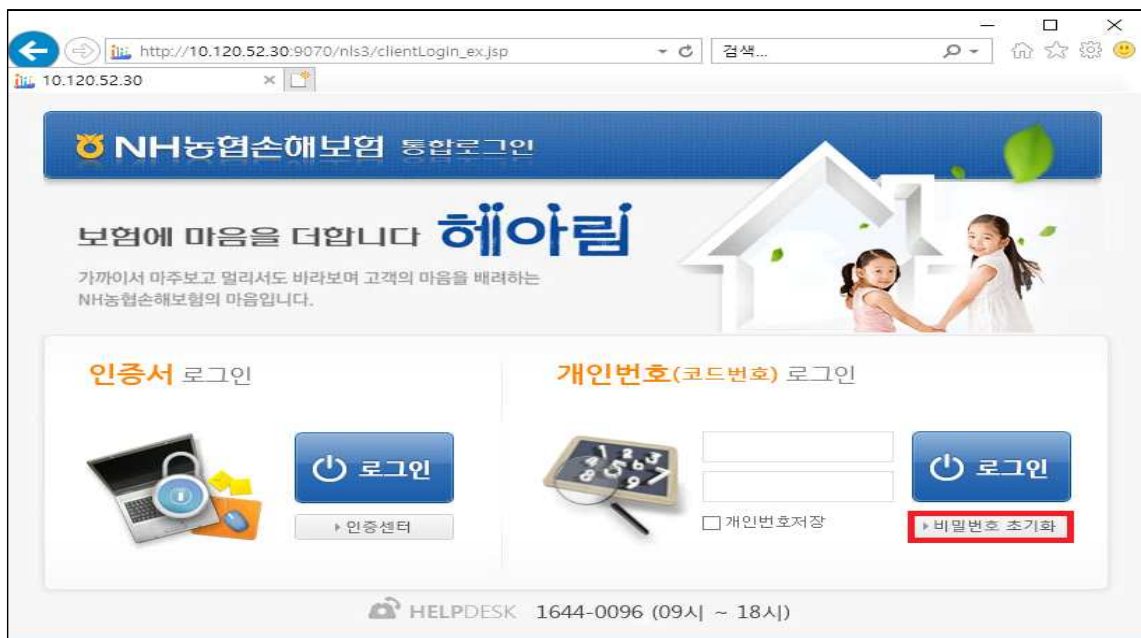 http://10.120.52.30:9070/nls3/clientLogin_ex.jsp
검색...
10.120.52.30
NH농협손해보험 통합로그인
보험에 마음을 더합니다 헤아림
가까이서 마주보고 멀리서도 바라보며 고객의 마음을 배려하는
NH농협손해보험의 마음입니다.
인증서 로그인
개인번호(코드번호) 로그인
로그인
로그인
인증센터
개인번호저장
비밀번호 초기화
HELPDESK 1644-0096 (09시 ~ 18시)